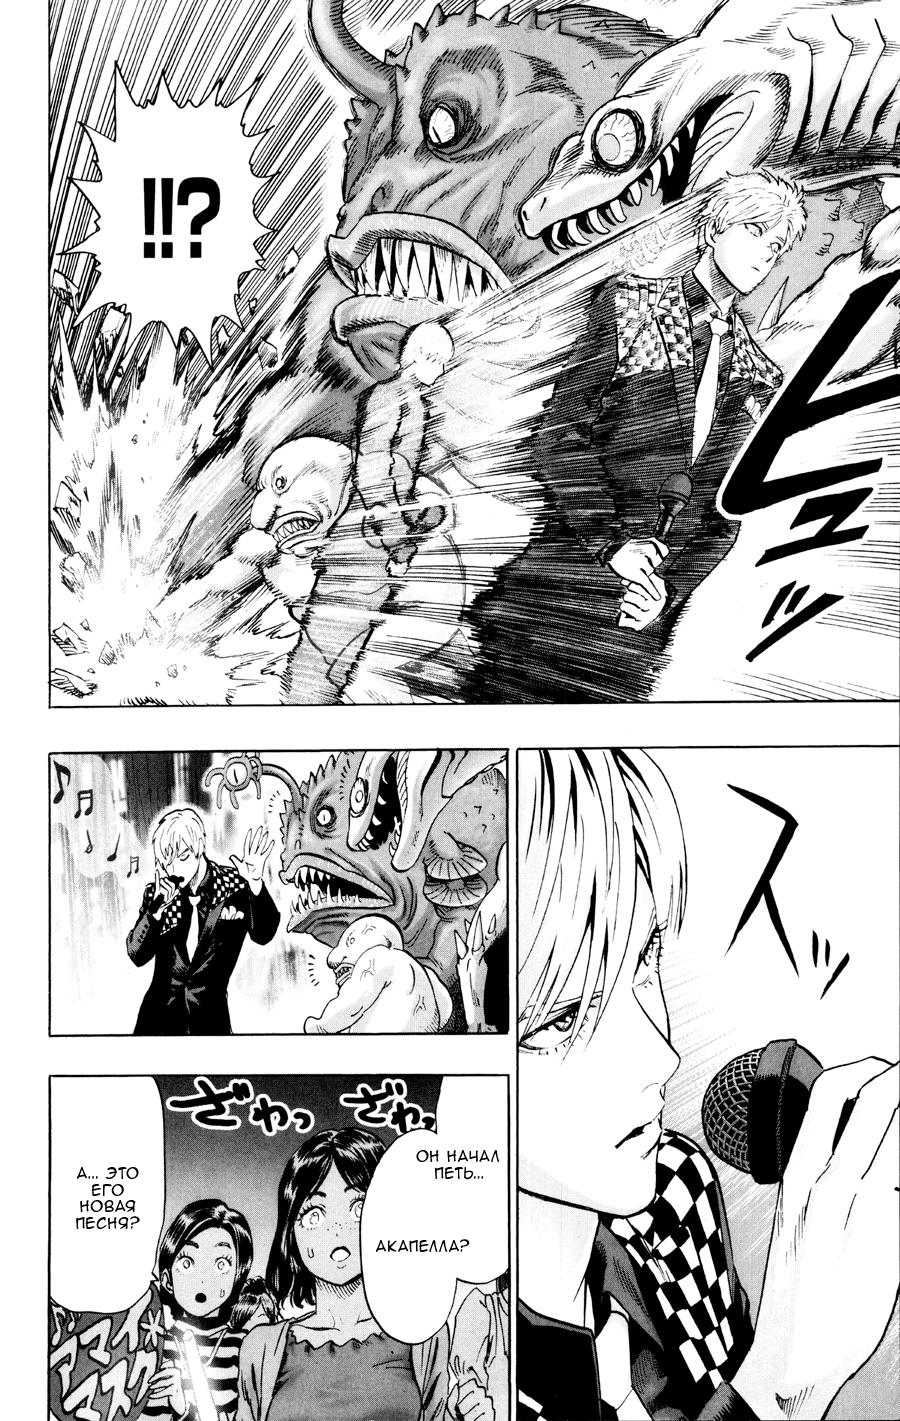 !!?
ビュッ
スッ
ざわっ ざわっ
ОН НАЧАЛ
ПЕТЬ...
АКАПЕЛЛА?
А... ЭТО
ЕГО
НОВАЯ
ПЕСНЯ?
アマイ*
マスク